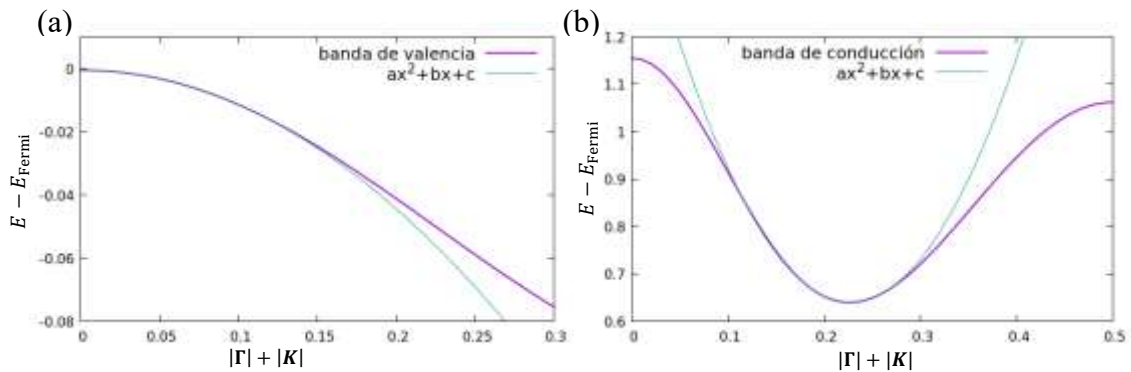 (a)
banda de valencia
ax²+bx+c
0
-0.02
-0.04
-0.06
-0.08
E − E_Fermi
0 0.05 0.1 0.15 0.2 0.25 0.3
|Γ| + |K|
(b)
banda de conducción
ax²+bx+c
1.2
1.1
1
0.9
0.8
0.7
0.6
E − E_Fermi
0 0.1 0.2 0.3 0.4 0.5
|Γ| + |K|